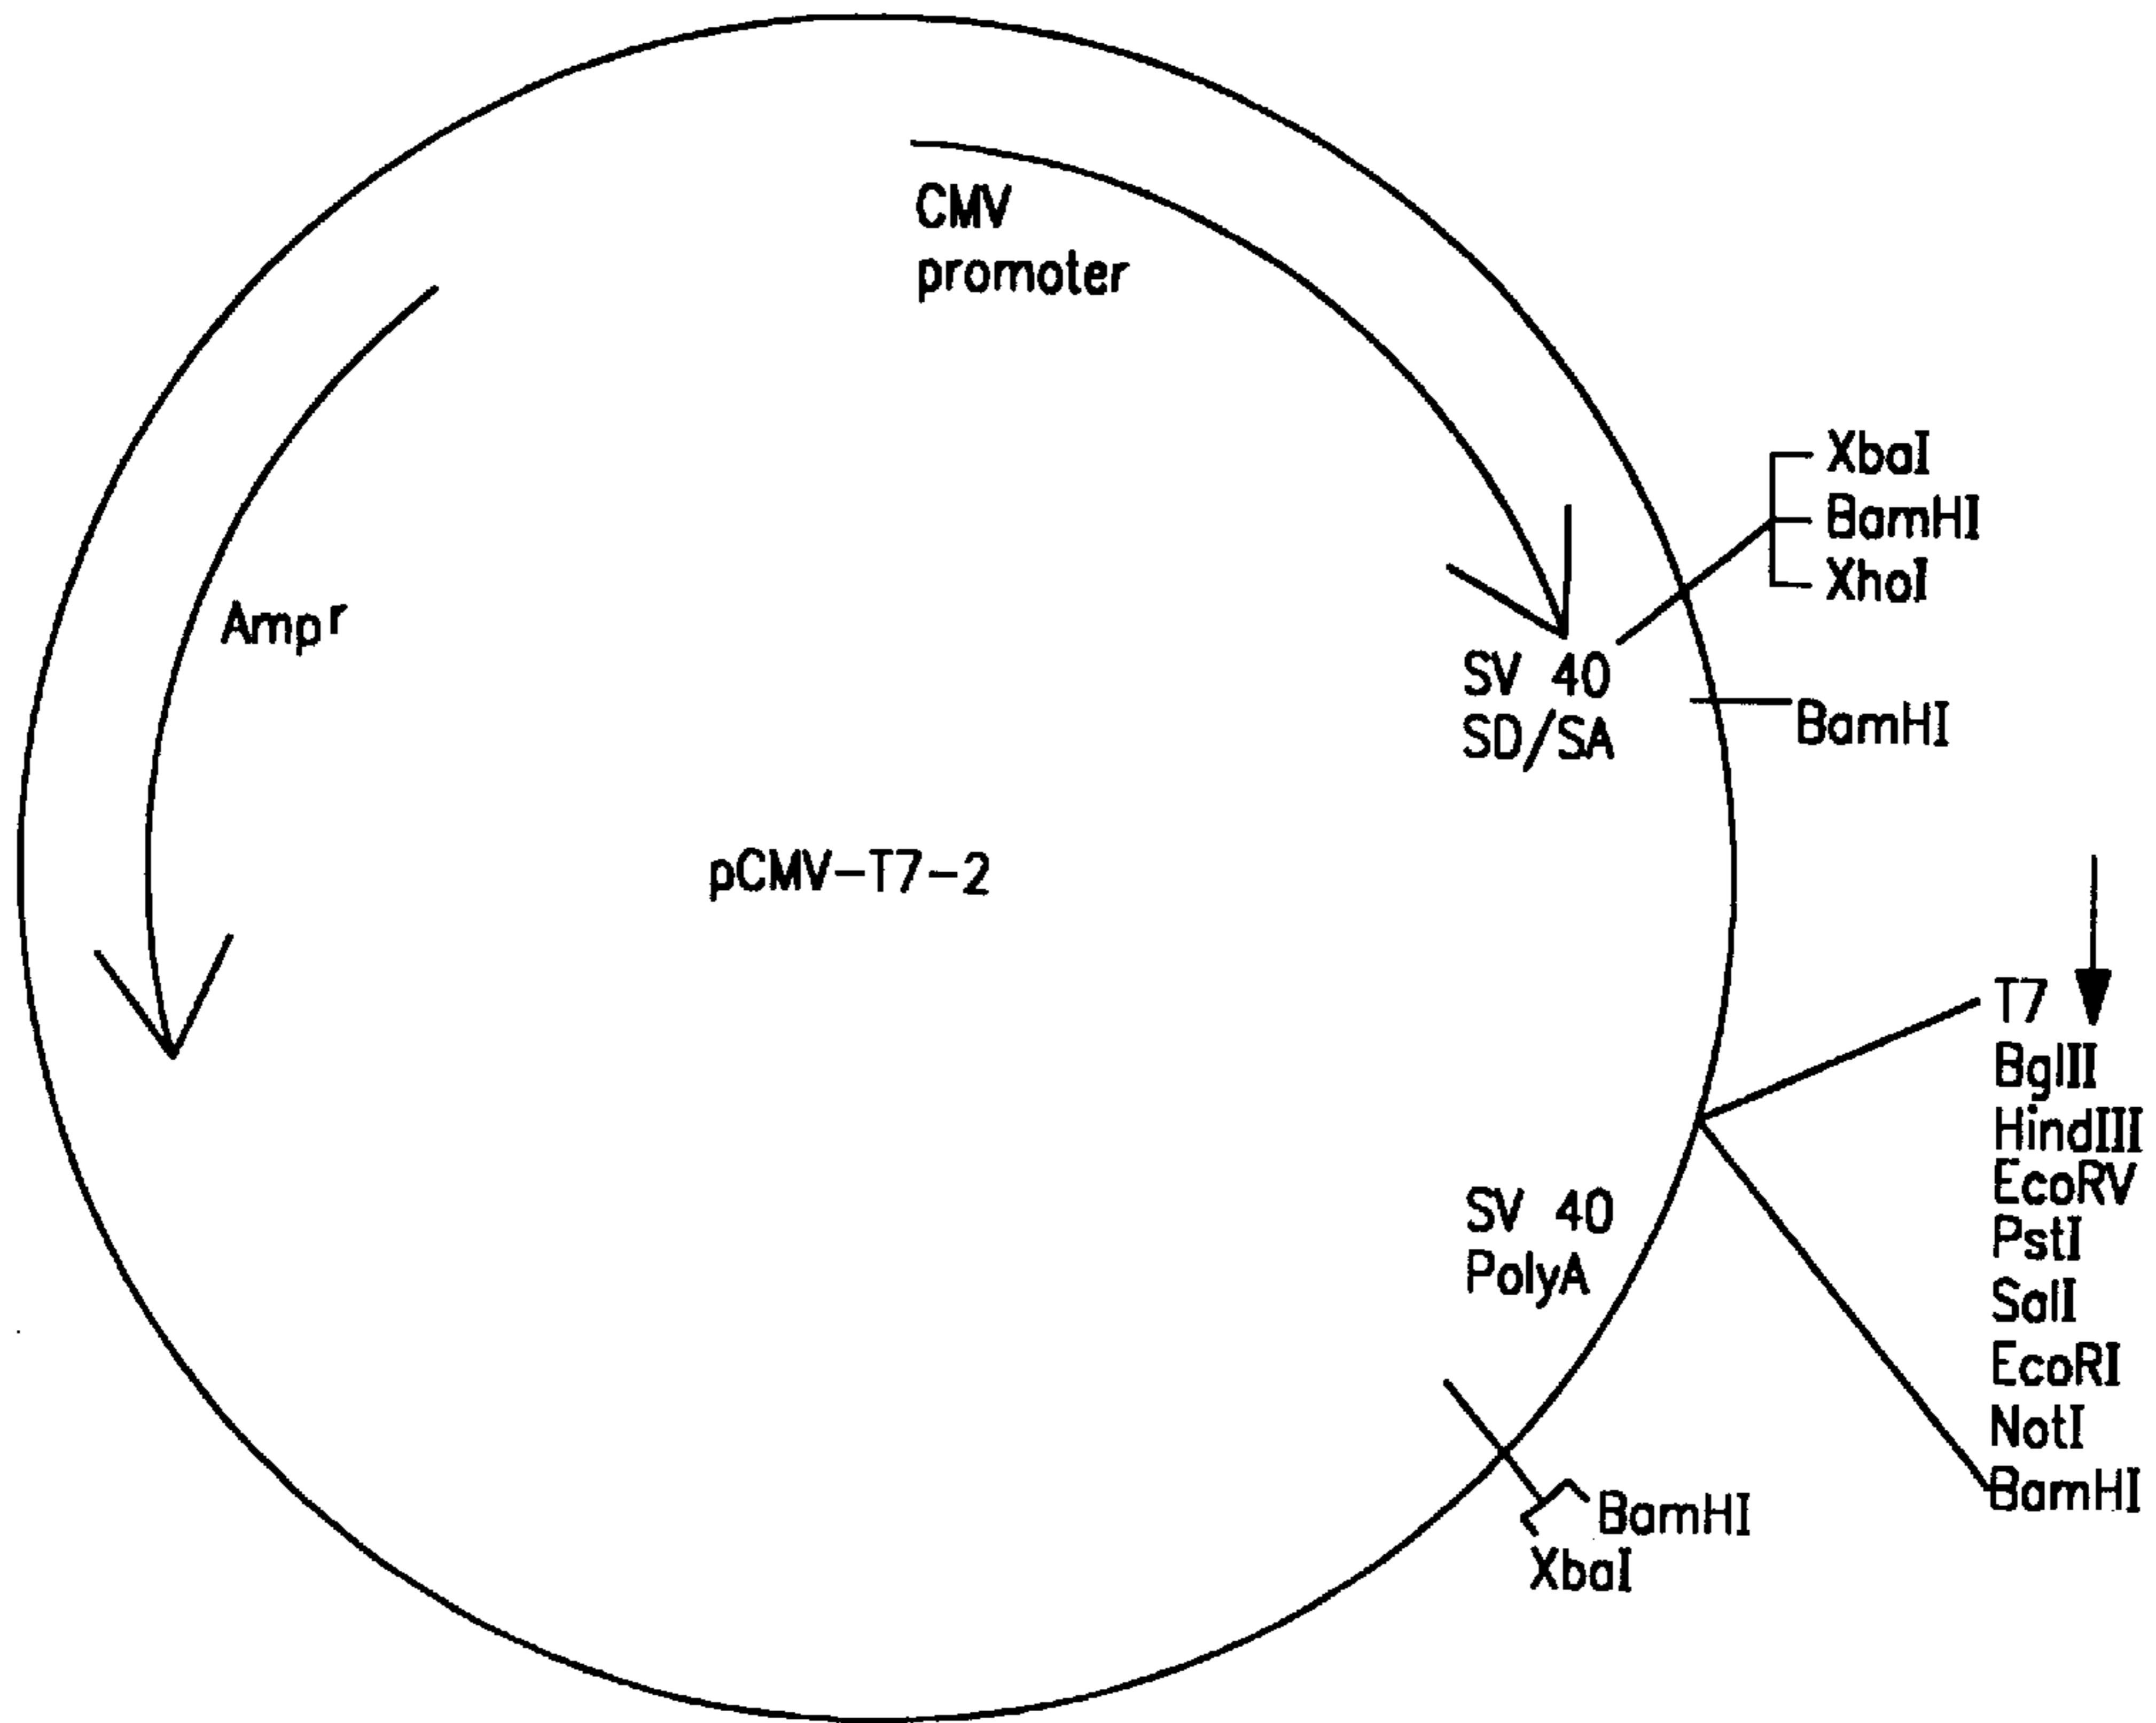 CMV
promoter
XbaI
BamHI
XhoI
Ampʳ
SV 40
SD/SA
BamHI
pCMV-T7-2
T7
BglII
HindIII
EcoRV
PstI
SalI
EcoRI
NotI
BamHI
SV 40
PolyA
BamHI
XbaI